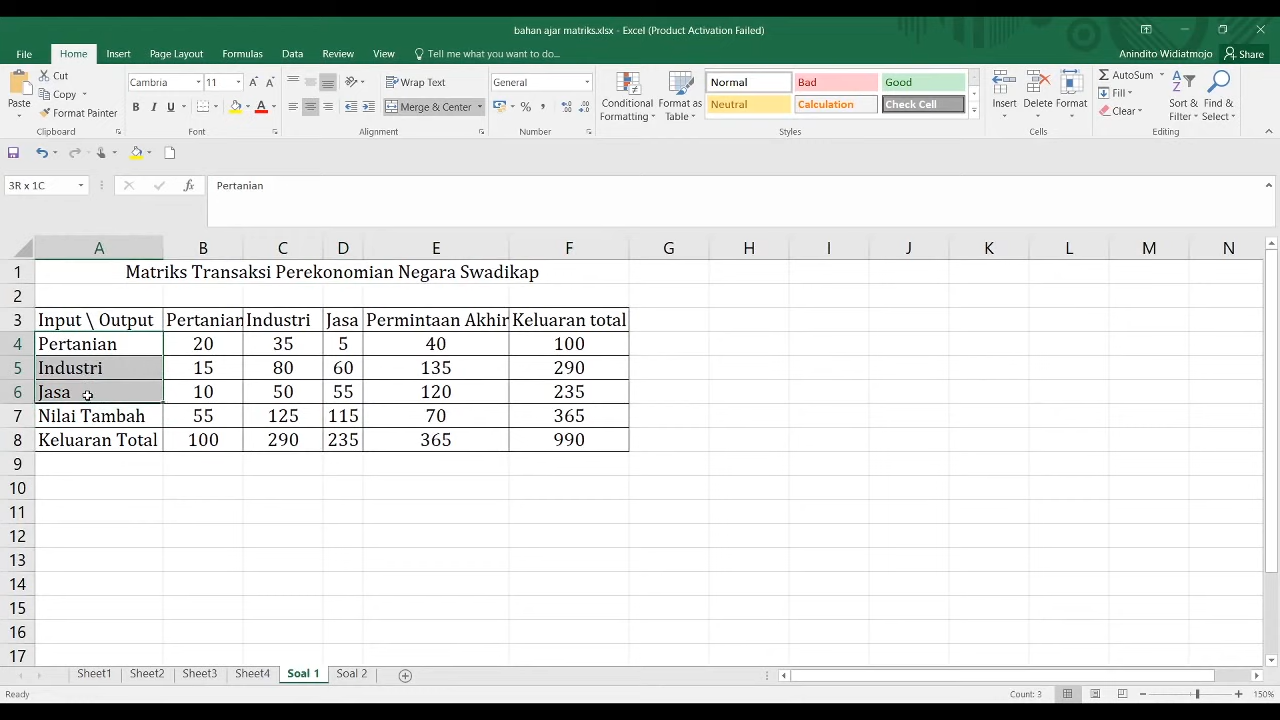 bahan ajar matriks.xlsx - Excel (Product Activation Failed)
File Home Insert Page Layout Formulas Data Review View Tell me what you want to do... Anindito Widiatmojo Share
Paste Cut Copy Format Painter Clipboard
Cambria 11 A A B I U A Font
Wrap Text Merge & Center Alignment
General % , Number
Conditional Formatting Format as Table
Normal Bad Good
Neutral Calculation Check Cell
Styles
Insert Delete Format Cells
AutoSum Fill Clear Sort & Filter Find & Select Editing
3R x 1C fx Pertanian
A B C D E F G H I J K L M N
1 Matriks Transaksi Perekonomian Negara Swadikap
2
3 Input \ Output Pertanian Industri Jasa Permintaan Akhir Keluaran total
4 Pertanian 20 35 5 40 100
5 Industri 15 80 60 135 290
6 Jasa 10 50 55 120 235
7 Nilai Tambah 55 125 115 70 365
8 Keluaran Total 100 290 235 365 990
9
10
11
12
13
14
15
16
17
Sheet1 Sheet2 Sheet3 Sheet4 Soal 1 Soal 2
Ready Count: 3 150%